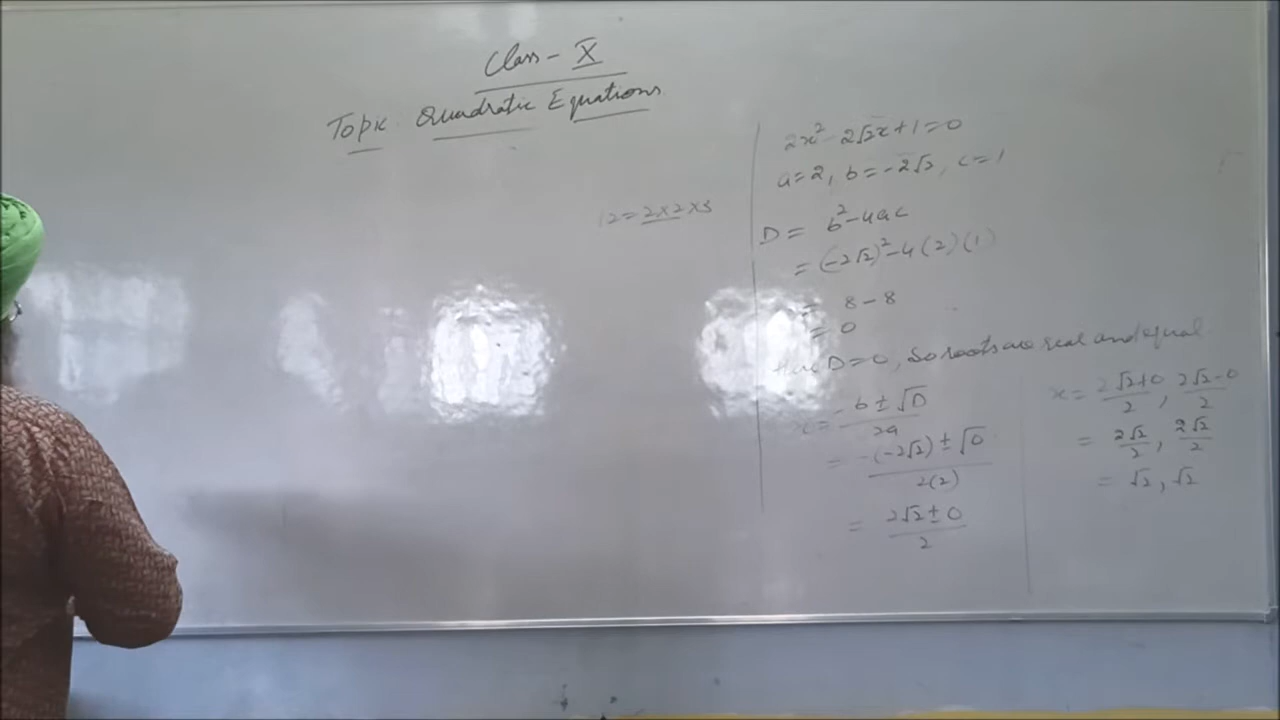 Class - X
Topic Quadratic Equations
12 = 2×2×3
2x² - 2√2x + 1 = 0
a = 2, b = -2√2, c = 1
D = b² - 4ac
= (-2√2)² - 4(2)(1)
= 8 - 8
= 0
D = 0, So roots are real and equal
x = -b ± √D / 2a
= -(-2√2) ± √0 / 2(2)
= 2√2 ± 0 / 2
x = 2√2+0 / 2, 2√2-0 / 2
= 2√2 / 2, 2√2 / 2
= √2, √2